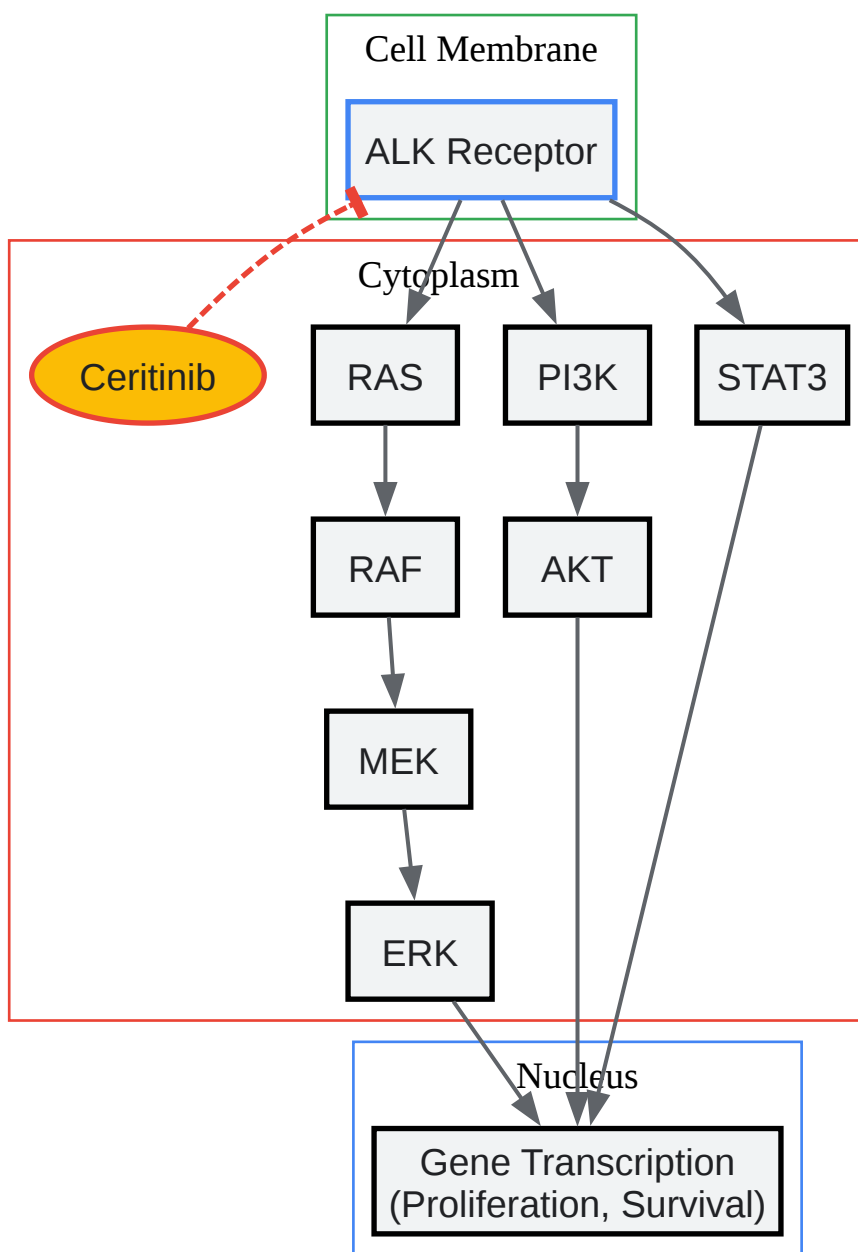 Cell Membrane
ALK Receptor
Cytoplasm
Ceritinib
RAS
PI3K
STAT3
RAF
AKT
MEK
ERK
Nucleus
Gene Transcription
(Proliferation, Survival)